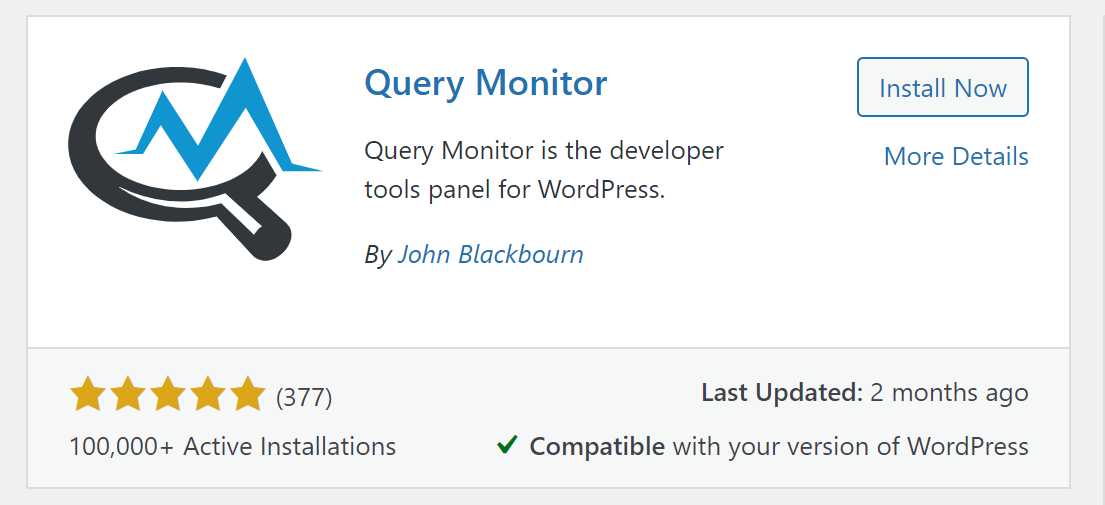 Query Monitor
Install Now
More Details
Query Monitor is the developer
tools panel for WordPress.
By John Blackbourn
(377)
Last Updated: 2 months ago
100,000+ Active Installations
Compatible with your version of WordPress